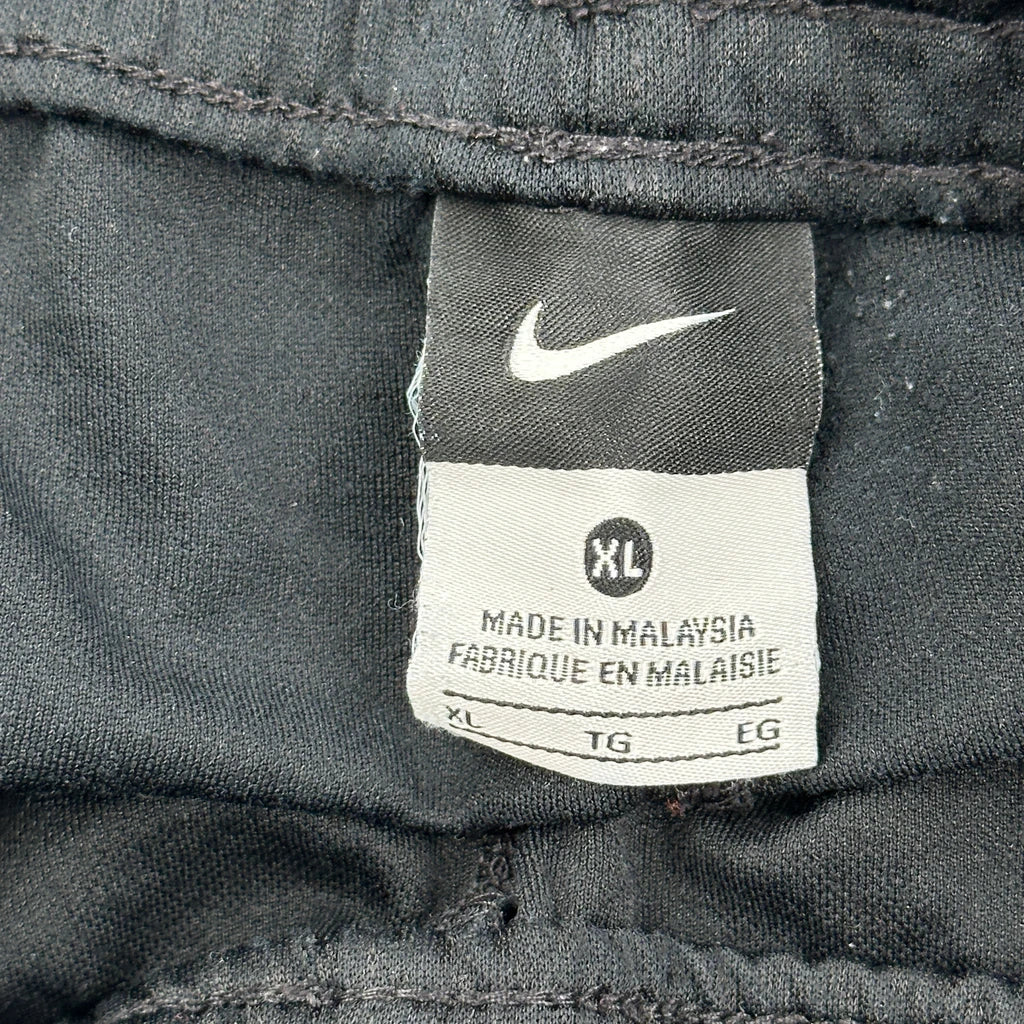 XL
MADE IN MALAYSIA
FABRIQUE EN MALAISIE
XL TG EG